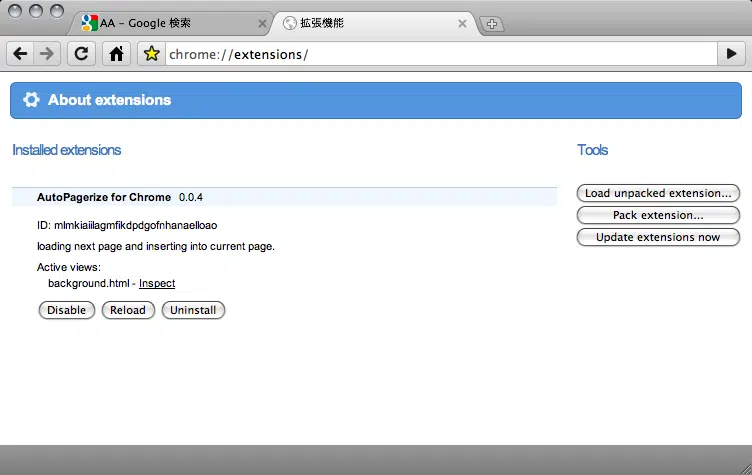 AA - Google 検索
拡張機能
chrome://extensions/
About extensions
Installed extensions
Tools
AutoPagerize for Chrome 0.0.4
Load unpacked extension...
Pack extension...
Update extensions now
ID: mlmkiaiilagmfikdpdgofnhanaelloao
loading next page and inserting into current page.
Active views:
background.html - Inspect
Disable Reload Uninstall